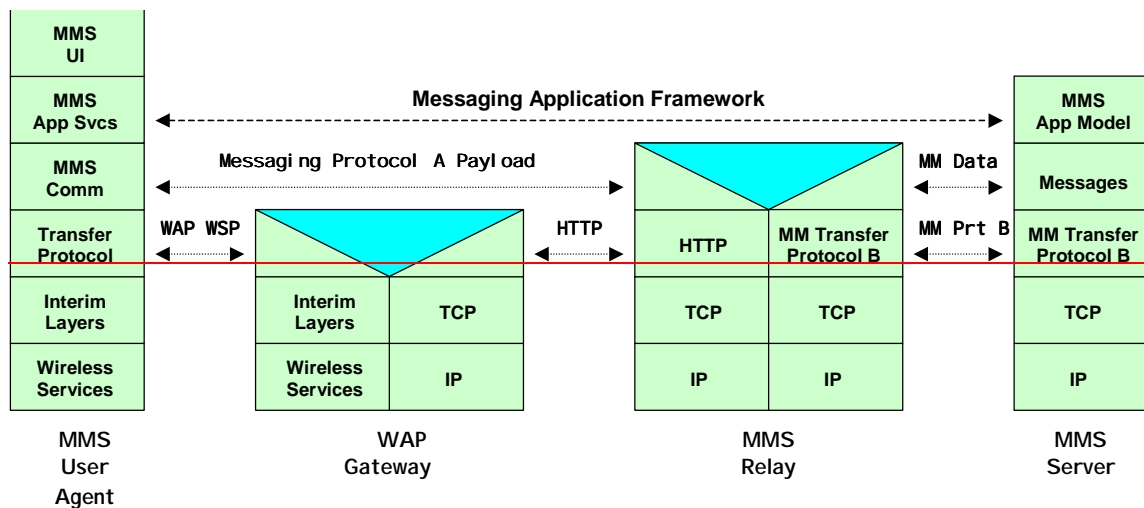 MMS
UI
MMS
App Svcs
Messaging Application Framework
MMS
App Model
MMS
Comm
Messaging Protocol A Payload
MM Data
Messages
Transfer
Protocol
WAP WSP
HTTP
HTTP
MM Transfer
Protocol B
MM Prt B
MM Transfer
Protocol B
Interim
Layers
Interim
Layers
TCP
TCP
TCP
TCP
Wireless
Services
Wireless
Services
IP
IP
IP
IP
MMS
User
Agent
WAP
Gateway
MMS
Relay
MMS
Server